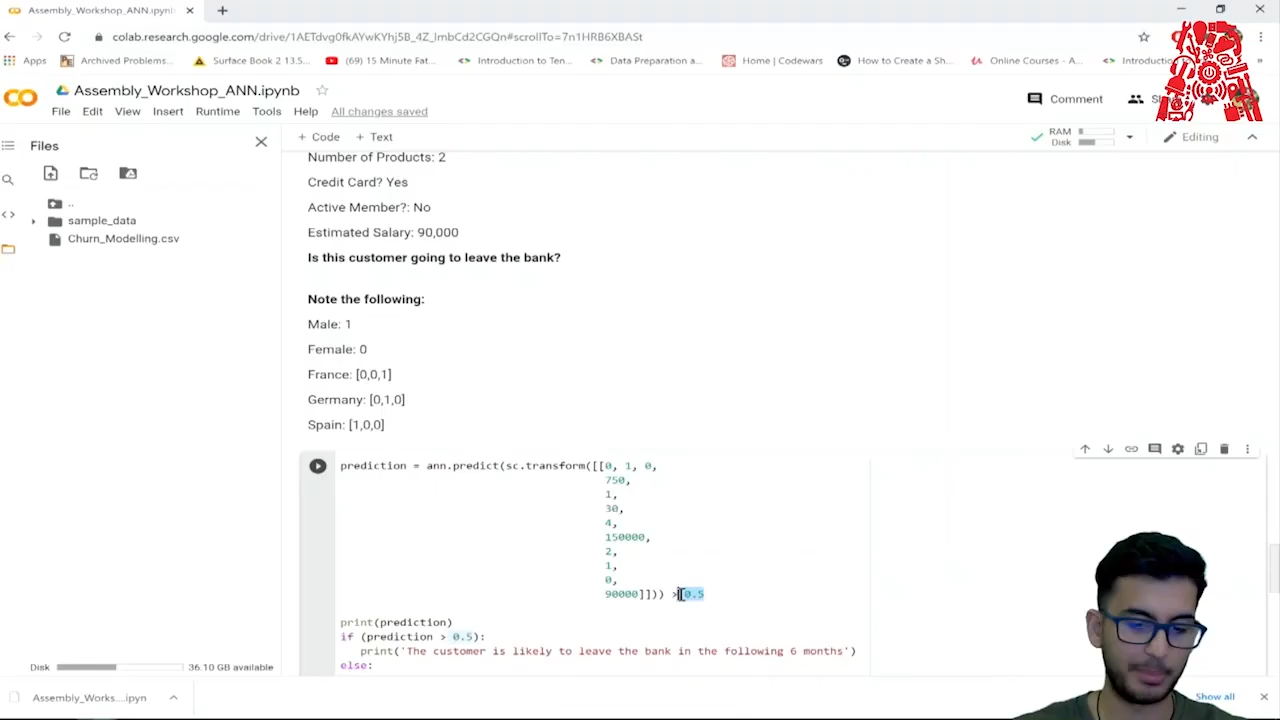 Assembly_Workshop_ANN.ipynb
colab.research.google.com/drive/1AETdvg0fkAYwKYhj5B_4Z_lmbCd2CGQn#scrollTo=7n1HRB6XBASt
Apps
Archived Problems...
Surface Book 2 13.5...
(69) 15 Minute Fat...
Introduction to Ten...
Data Preparation a...
Home | Codewars
How to Create a Sh...
Online Courses - A...
Assembly_Workshop_ANN.ipynb
File Edit View Insert Runtime Tools Help All changes saved
Comment
Files
+ Code + Text
RAM
Disk
Editing
..
sample_data
Churn_Modelling.csv
Number of Products: 2
Credit Card? Yes
Active Member?: No
Estimated Salary: 90,000
Is this customer going to leave the bank?
Note the following:
Male: 1
Female: 0
France: [0,0,1]
Germany: [0,1,0]
Spain: [1,0,0]
prediction = ann.predict(sc.transform([[0, 1, 0,
750,
1,
30,
4,
150000,
2,
1,
0,
90000]])) > 0.5
print(prediction)
if (prediction > 0.5):
print('The customer is likely to leave the bank in the following 6 months')
else:
Disk 36.10 GB available
Assembly_Works....ipyn
Show all